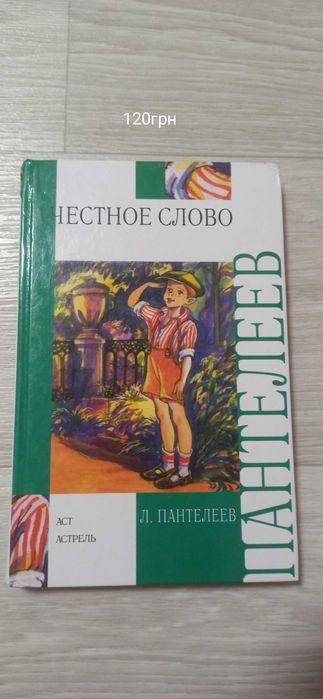 120грн
ЧЕСТНОЕ СЛОВО
ПАНТЕЛЕЕВ
Л. ПАНТЕЛЕЕВ
АСТ
АСТРЕЛЬ